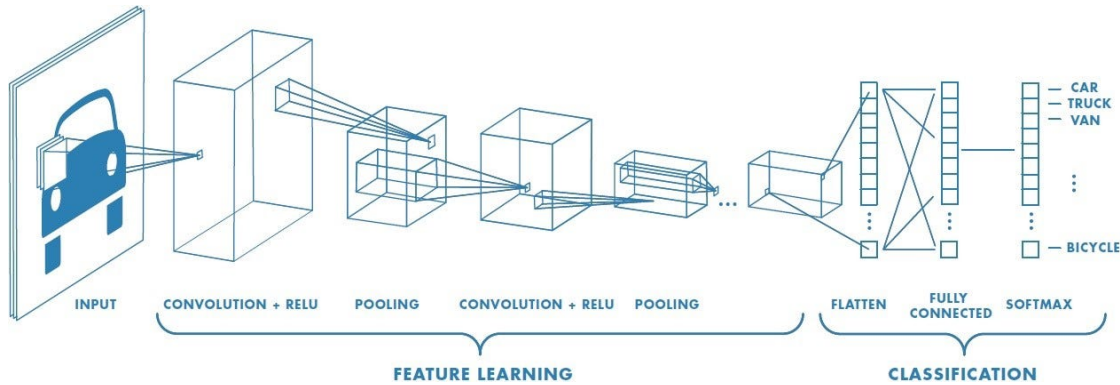 CAR
TRUCK
VAN
BICYCLE
INPUT
CONVOLUTION + RELU
POOLING
CONVOLUTION + RELU
POOLING
FLATTEN
FULLY
CONNECTED
SOFTMAX
FEATURE LEARNING
CLASSIFICATION